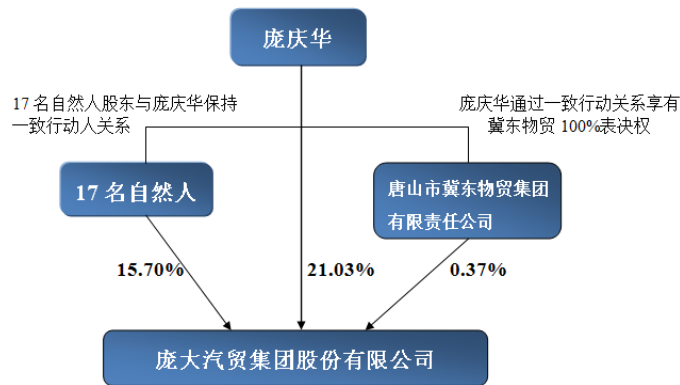 庞庆华
17 名自然人股东与庞庆华保持
一致行动人关系
庞庆华通过一致行动关系享有
冀东物贸 100%表决权
17 名自然人
唐山市冀东物贸集团
有限责任公司
15.70%
21.03%
0.37%
庞大汽贸集团股份有限公司